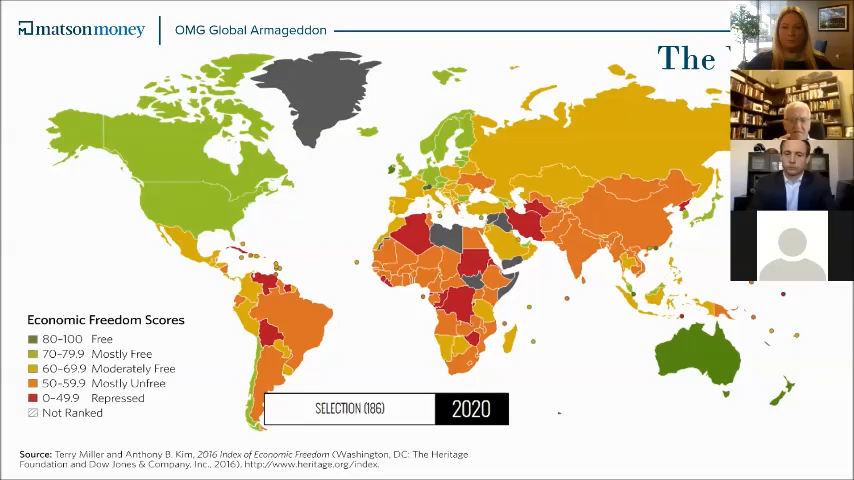 matsonmoney
OMG Global Armageddon
The
Economic Freedom Scores
80–100 Free
70–79.9 Mostly Free
60–69.9 Moderately Free
50–59.9 Mostly Unfree
0–49.9 Repressed
Not Ranked
SELECTION (186)
2020
Source: Terry Miller and Anthony B. Kim, 2016 Index of Economic Freedom (Washington, DC: The Heritage
Foundation and Dow Jones & Company, Inc., 2016), http://www.heritage.org/index.